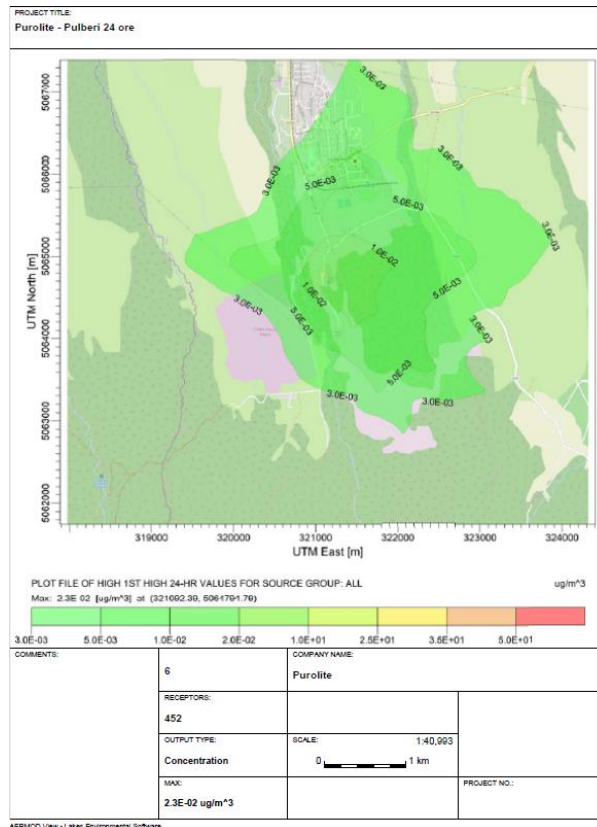 PROJECT TITLE:
Purolite - Pulberi 24 ore
UTM North [m]
5067000
5066000
5065000
5064000
5063000
5062000
3.0E-03
3.0E-03
3.0E-03
5.0E-03
5.0E-03
3.0E-03
1.0E-02
5.0E-03
1.0E-02
3.0E-03
3.0E-03
3.0E-03
5.0E-03
3.0E-03
3.0E-03
319000 320000 321000 322000 323000 324000
UTM East [m]
PLOT FILE OF HIGH 1ST HIGH 24-HR VALUES FOR SOURCE GROUP: ALL ug/m^3
Max: 2.3E-02 [ug/m^3] at (321092.39, 5064791.79)
3.0E-03 5.0E-03 1.0E-02 2.0E-02 1.0E+01 2.5E+01 3.5E+01 5.0E+01
COMMENTS:
6
COMPANY NAME:
Purolite
RECEPTORS:
452
OUTPUT TYPE:
Concentration
SCALE: 1:40,993
0 1 km
MAX:
2.3E-02 ug/m^3
PROJECT NO.:
AERMOD View - Lakes Environmental Software